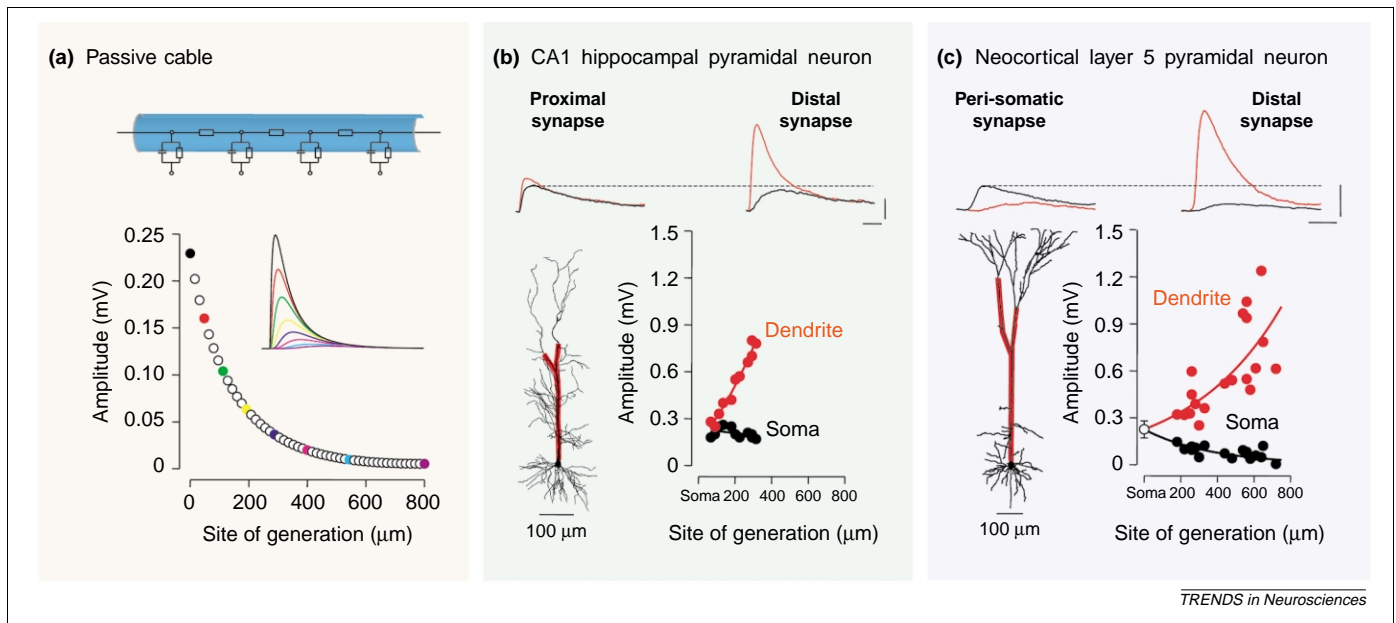 (a) Passive cable
Amplitude (mV)
0.25
0.20
0.15
0.10
0.05
0
0 200 400 600 800
Site of generation (μm)
(b) CA1 hippocampal pyramidal neuron
Proximal
synapse
Distal
synapse
100 μm
Amplitude (mV)
1.5
1.2
0.9
0.6
0.3
0
Dendrite
Soma
Soma 200 400 600 800
Site of generation (μm)
(c) Neocortical layer 5 pyramidal neuron
Peri-somatic
synapse
Distal
synapse
100 μm
Amplitude (mV)
1.5
1.2
0.9
0.6
0.3
0
Dendrite
Soma
Soma 200 400 600 800
Site of generation (μm)
TRENDS in Neurosciences